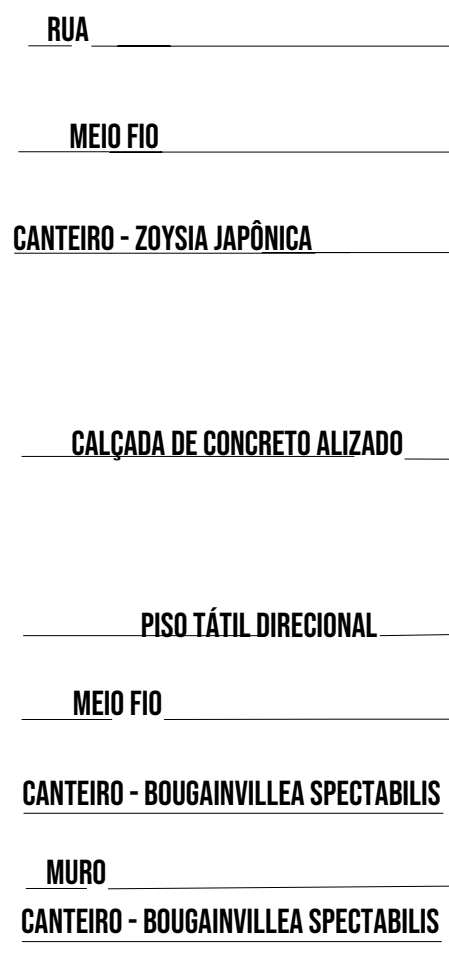 RUA
MEIO FIO
CANTEIRO - ZOYSIA JAPÔNICA
CALÇADA DE CONCRETO ALIZADO
PISO TÁTIL DIRECIONAL
MEIO FIO
CANTEIRO - BOUGAINVILLEA SPECTABILIS
MURO
CANTEIRO - BOUGAINVILLEA SPECTABILIS